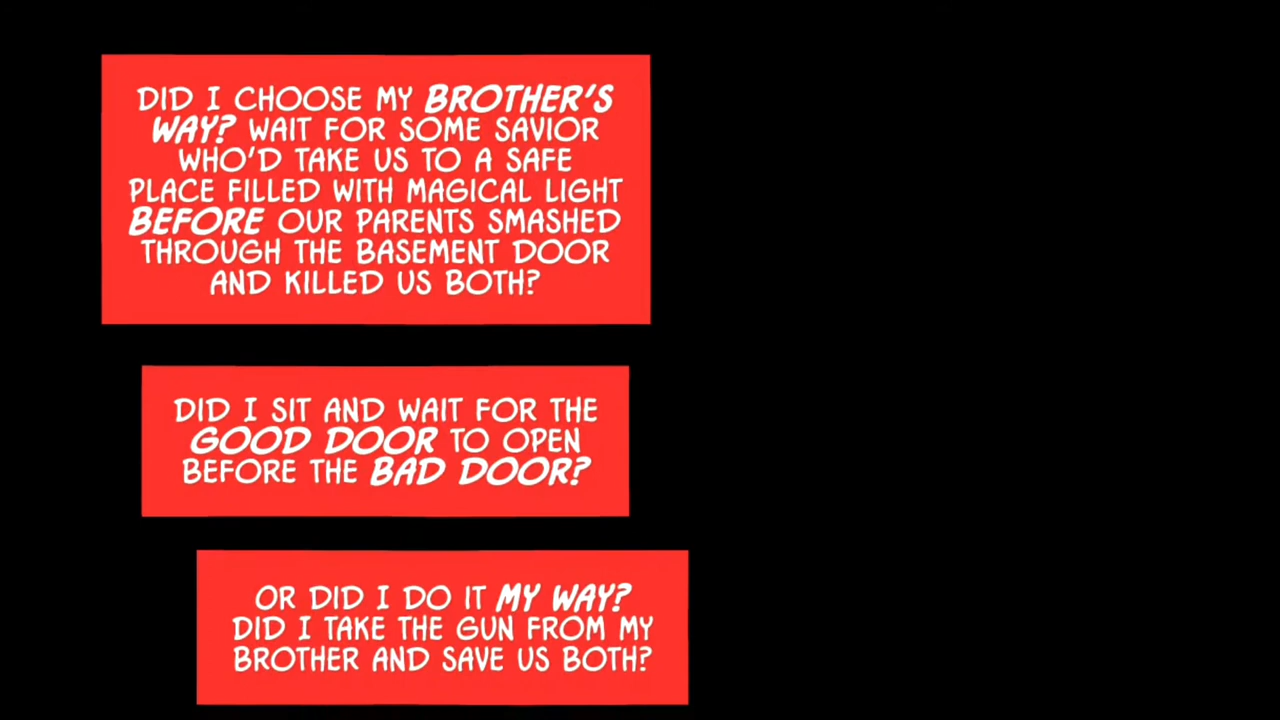 DID I CHOOSE MY BROTHER'S
WAY? WAIT FOR SOME SAVIOR
WHO'D TAKE US TO A SAFE
PLACE FILLED WITH MAGICAL LIGHT
BEFORE OUR PARENTS SMASHED
THROUGH THE BASEMENT DOOR
AND KILLED US BOTH?
DID I SIT AND WAIT FOR THE
GOOD DOOR TO OPEN
BEFORE THE BAD DOOR?
OR DID I DO IT MY WAY?
DID I TAKE THE GUN FROM MY
BROTHER AND SAVE US BOTH?